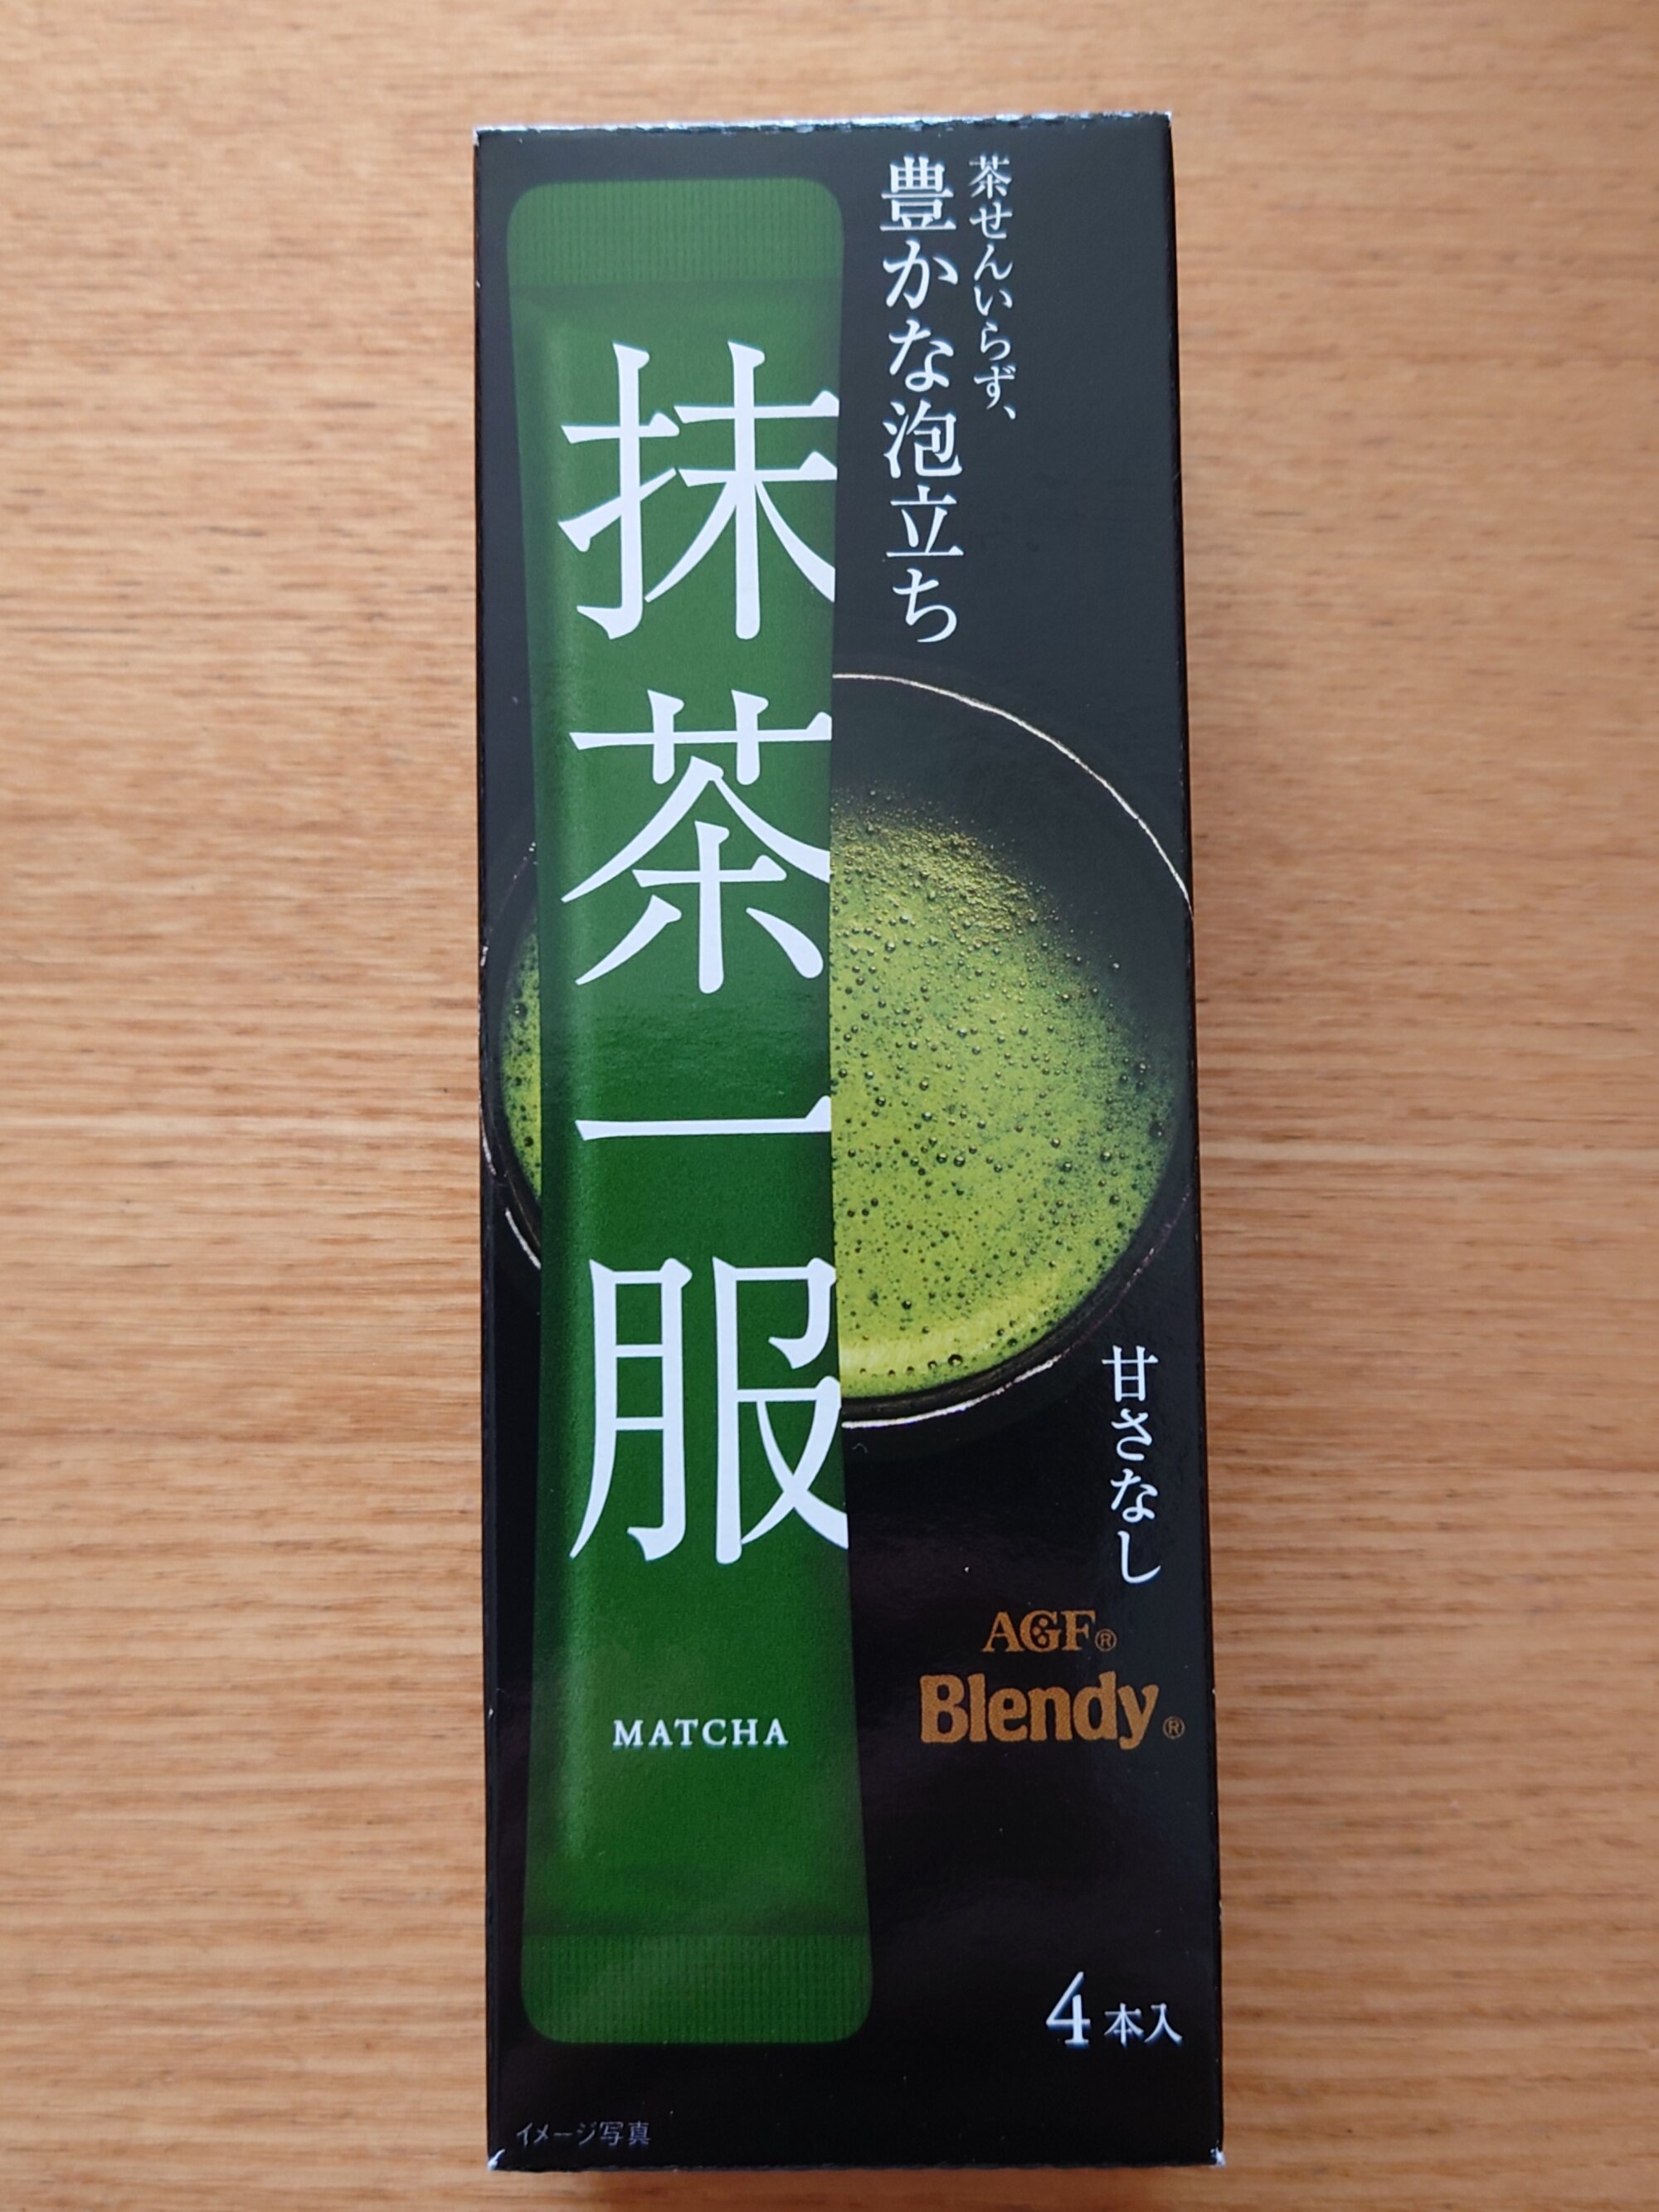 茶せんいらず、
豊かな泡立ち
抹茶一服
MATCHA
甘さなし
AGF®
Blendy®
4本入
イメージ写真